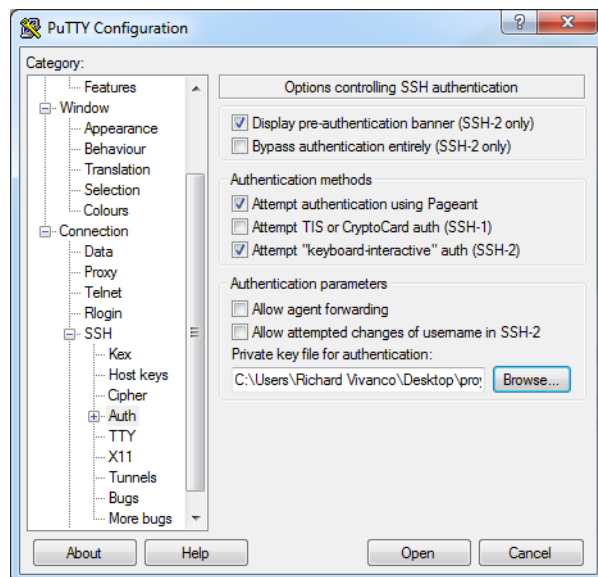 PuTTY Configuration
Category:
Features
Window
Appearance
Behaviour
Translation
Selection
Colours
Connection
Data
Proxy
Telnet
Rlogin
SSH
Kex
Host keys
Cipher
Auth
TTY
X11
Tunnels
Bugs
More bugs
Options controlling SSH authentication
Display pre-authentication banner (SSH-2 only)
Bypass authentication entirely (SSH-2 only)
Authentication methods
Attempt authentication using Pageant
Attempt TIS or CryptoCard auth (SSH-1)
Attempt "keyboard-interactive" auth (SSH-2)
Authentication parameters
Allow agent forwarding
Allow attempted changes of username in SSH-2
Private key file for authentication:
C:\Users\Richard Vivanco\Desktop\proy Browse...
About Help Open Cancel